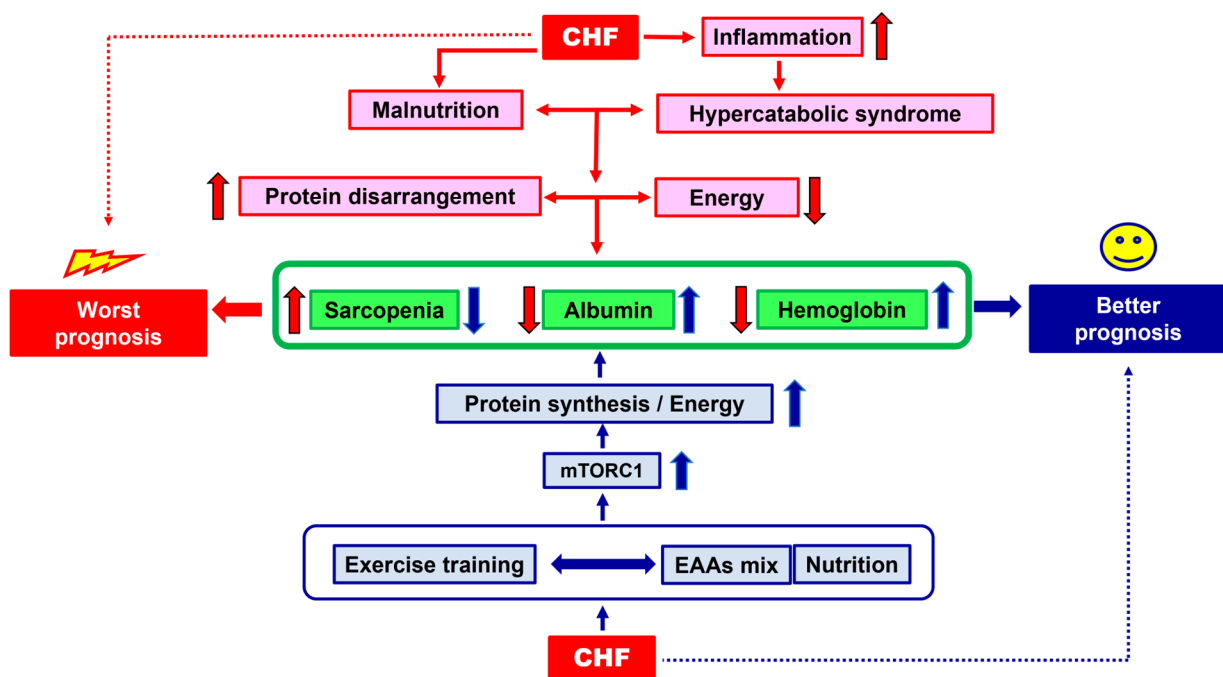 CHF
Inflammation
Malnutrition
Hypercatabolic syndrome
Protein disarrangement
Energy
Worst
prognosis
Sarcopenia
Albumin
Hemoglobin
Better
prognosis
Protein synthesis / Energy
mTORC1
Exercise training
EAAs mix
Nutrition
CHF